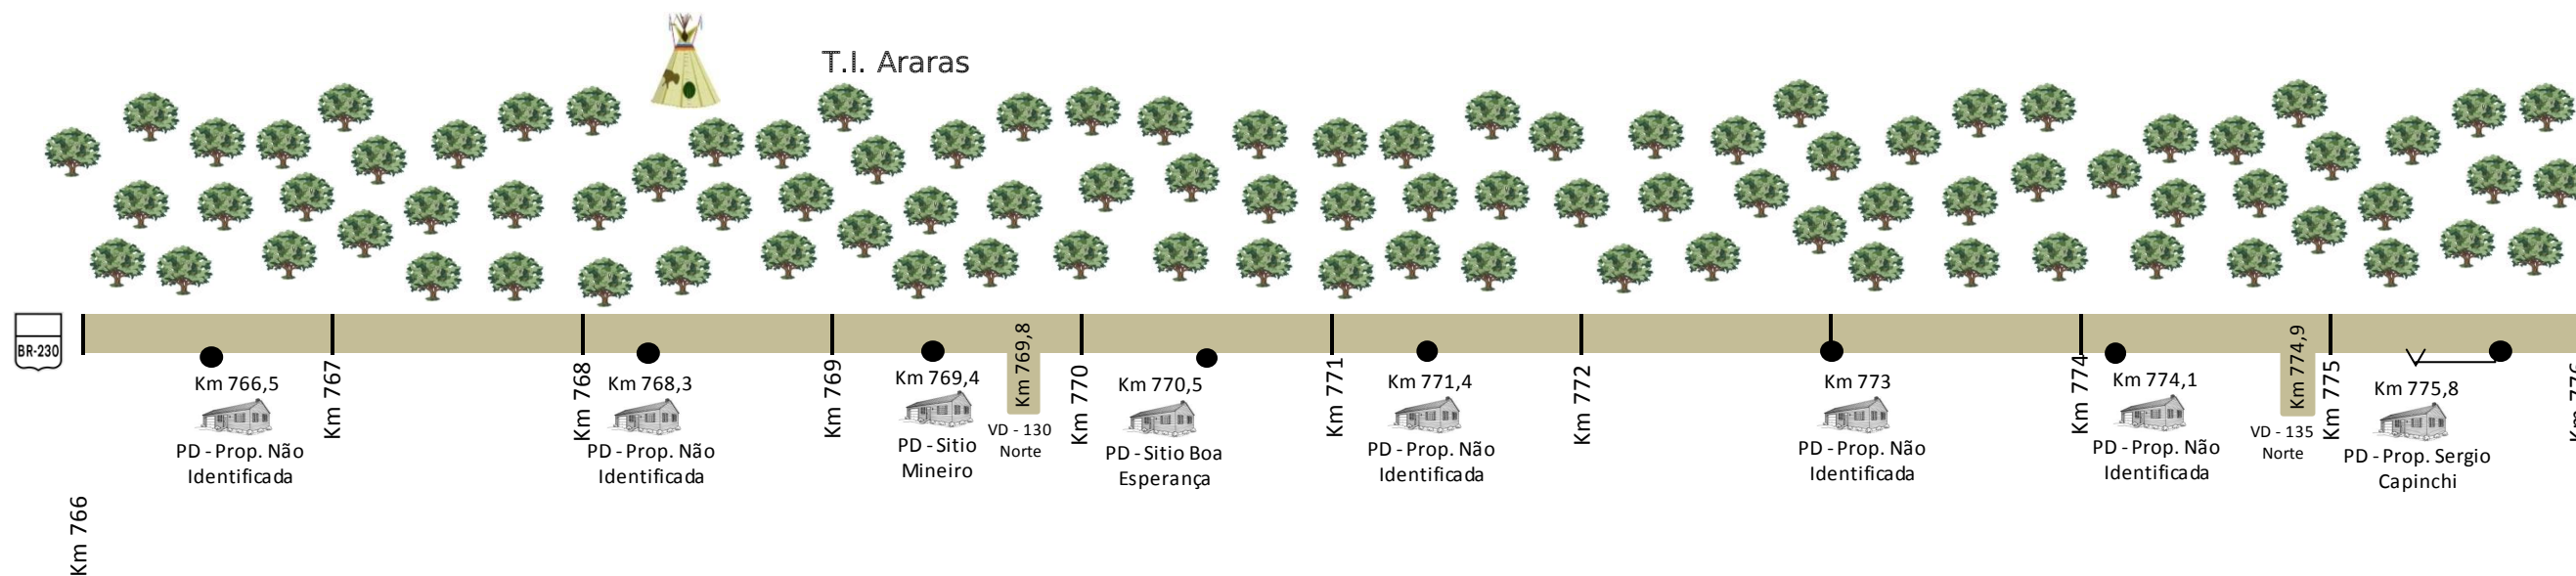 T.I. Araras
BR-230
Km 766
Km 766,5
PD - Prop. Não
Identificada
Km 767
Km 768
Km 768,3
PD - Prop. Não
Identificada
Km 769
Km 769,4
PD - Sitio
Mineiro
Km 769,8
VD - 130
Norte
Km 770
Km 770,5
PD - Sitio Boa
Esperança
Km 771
Km 771,4
PD - Prop. Não
Identificada
Km 772
Km 773
PD - Prop. Não
Identificada
Km 774
Km 774,1
PD - Prop. Não
Identificada
Km 774,9
VD - 135
Norte
Km 775
Km 775,8
PD - Prop. Sergio
Capinchi